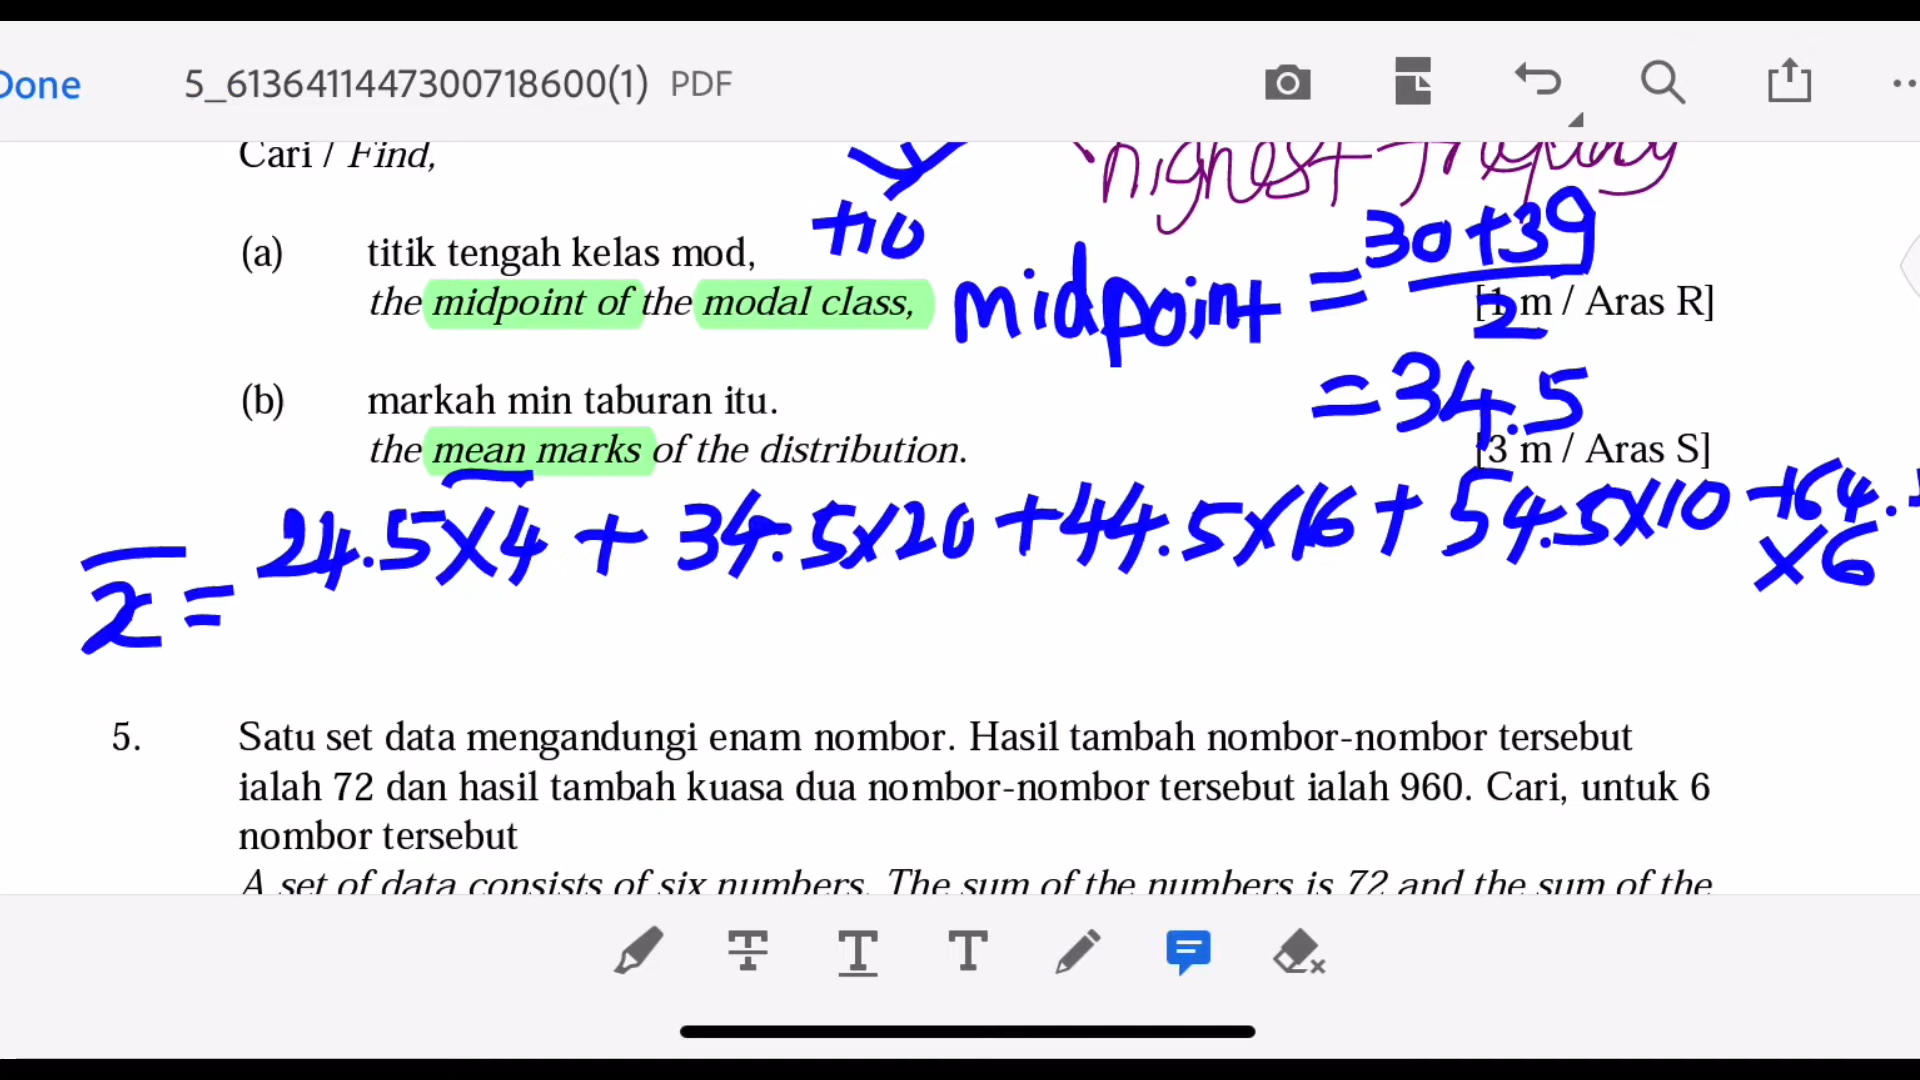 Done 5_6136411447300718600(1) PDF
Cari / Find,
highest frequency
+10
(a) titik tengah kelas mod,
the midpoint of the modal class, [1 m / Aras R]
midpoint = 30+39
2
= 34.5
(b) markah min taburan itu.
the mean marks of the distribution. [3 m / Aras S]
x̄ = 24.5×4 + 34.5×20 + 44.5×16 + 54.5×10 + 64.
×6
5. Satu set data mengandungi enam nombor. Hasil tambah nombor-nombor tersebut
ialah 72 dan hasil tambah kuasa dua nombor-nombor tersebut ialah 960. Cari, untuk 6
nombor tersebut
A set of data consists of six numbers. The sum of the numbers is 72 and the sum of the